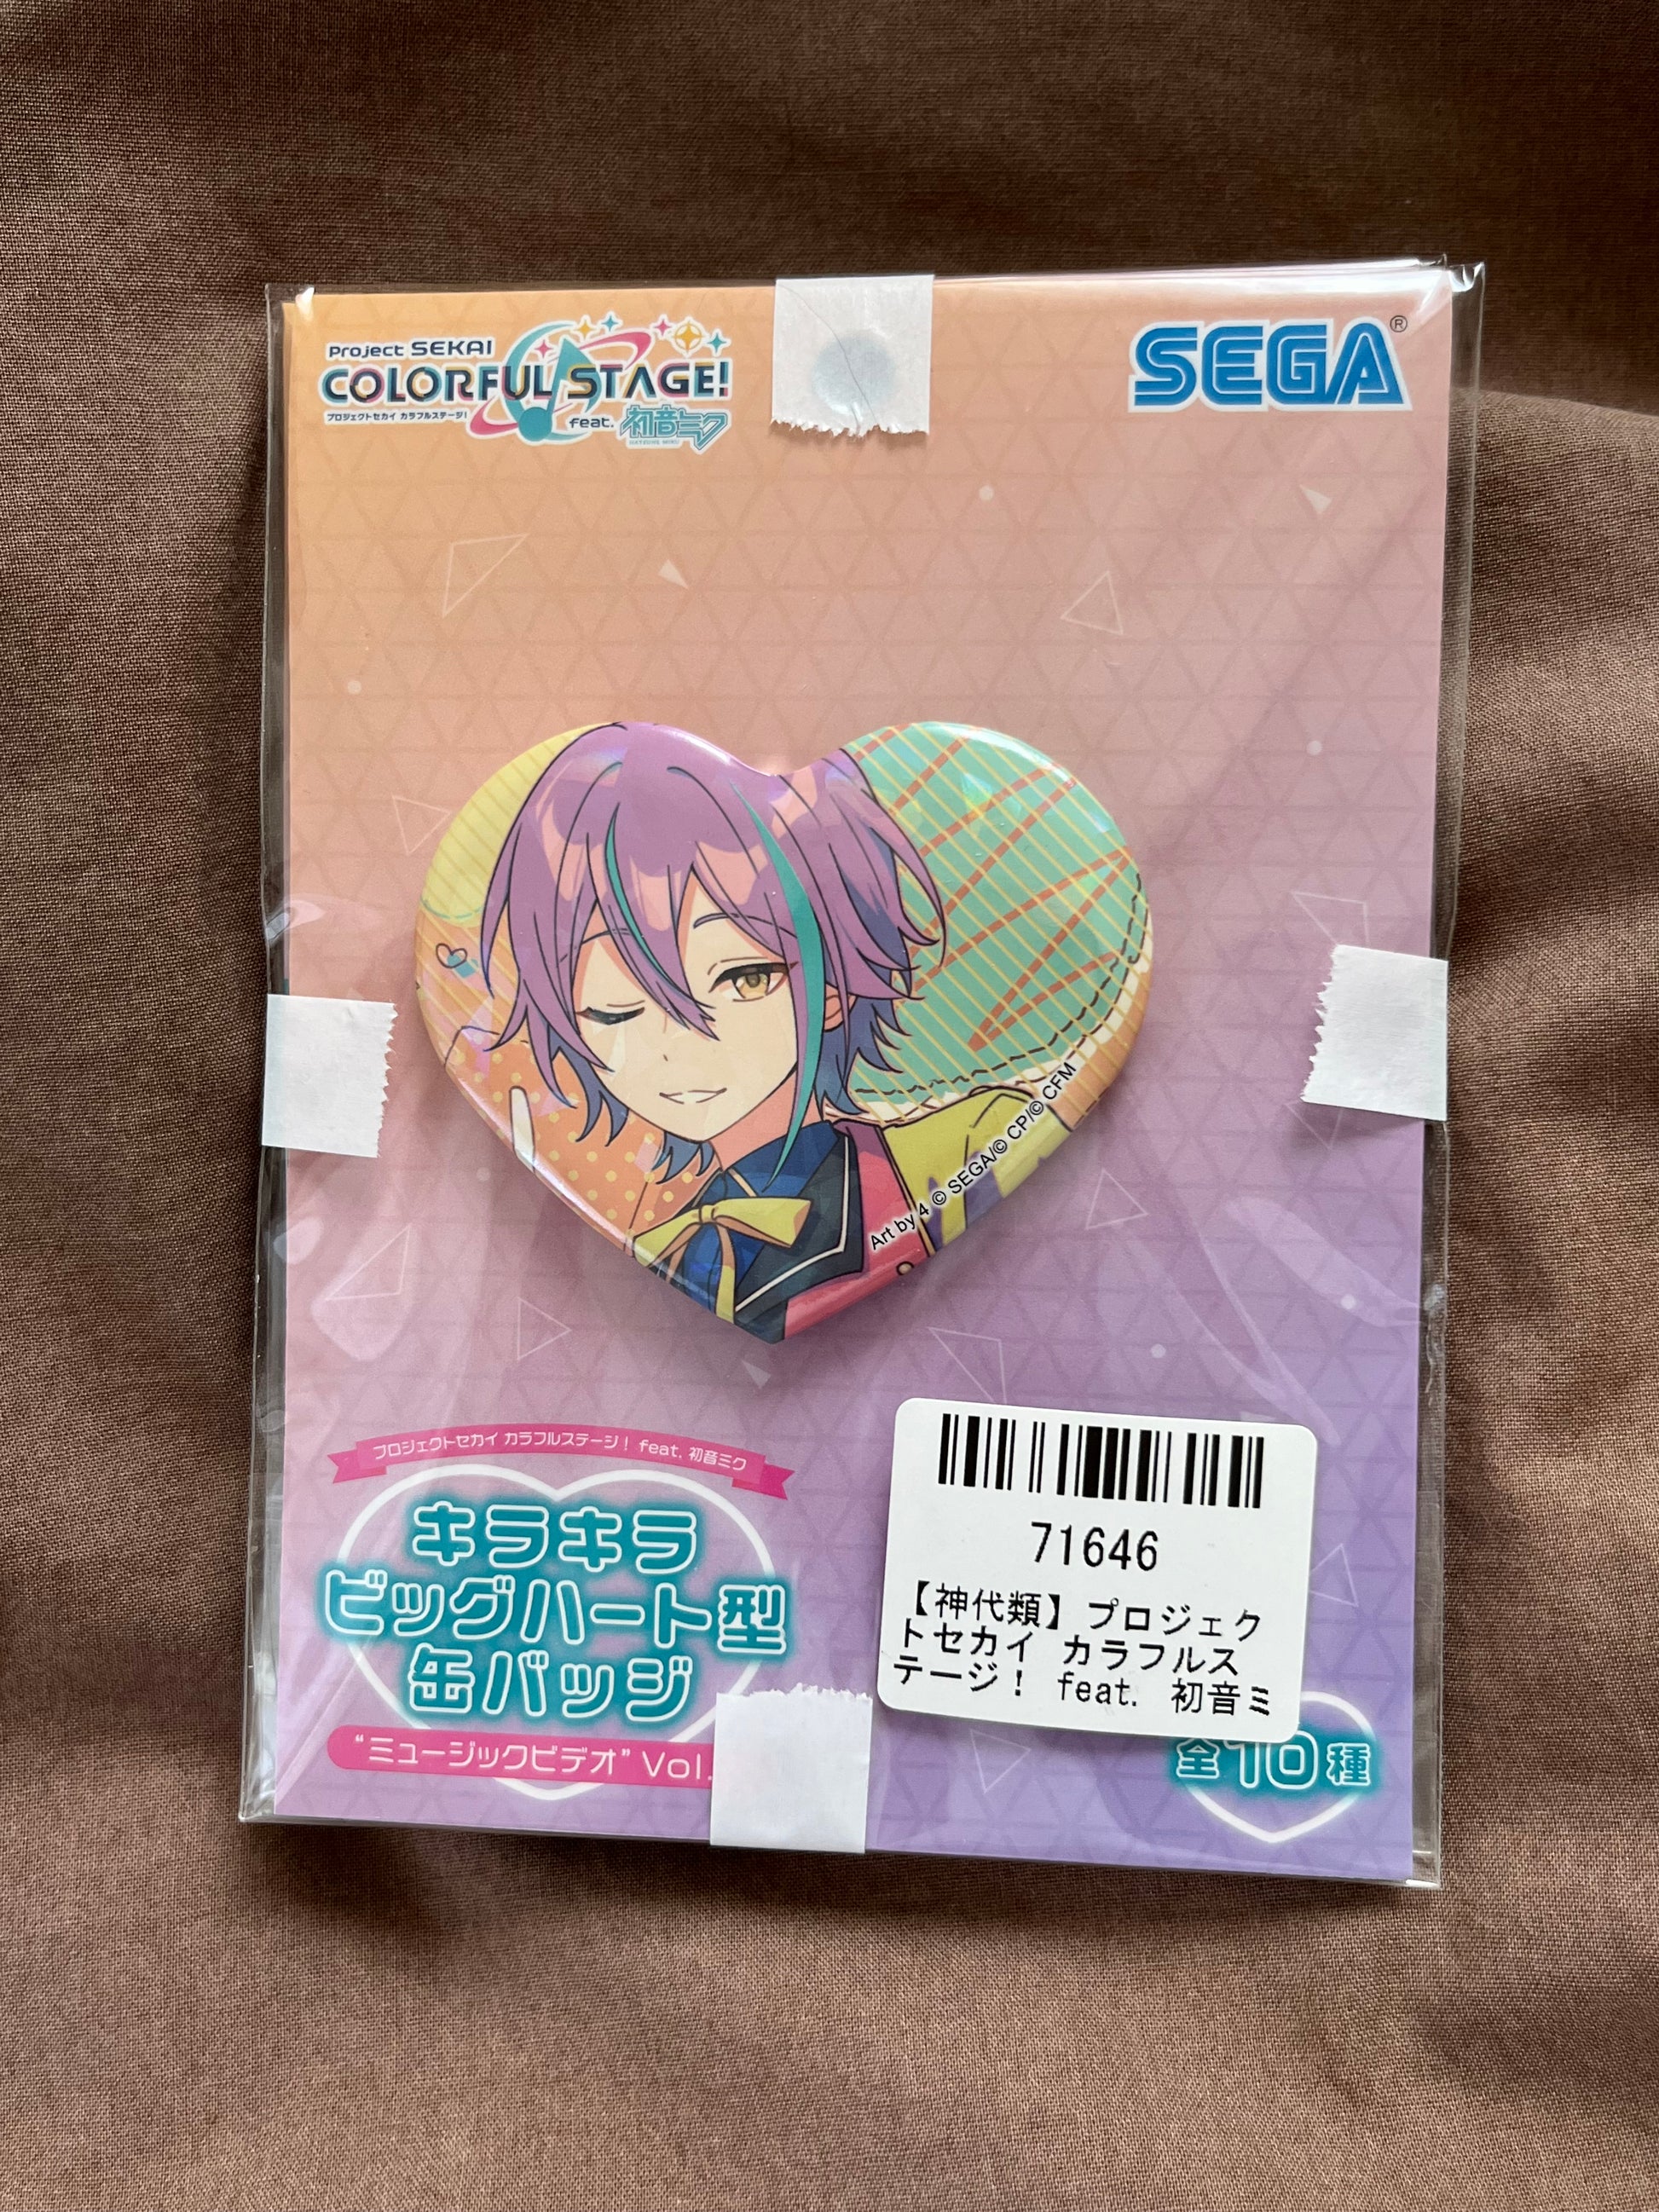 Project SEKAI
COLORFUL STAGE!
プロジェクトセカイ カラフルステージ!
feat. 初音ミク
HATSUNE MIKU
SEGA®
Art by 4 © SEGA/© CP/© CFM
プロジェクトセカイ カラフルステージ! feat. 初音ミク
キラキラ
ビッグハート型
缶バッジ
"ミュージックビデオ" Vol.
71646
【神代類】プロジェク
トセカイ カラフルス
テージ! feat. 初音ミ
全10種